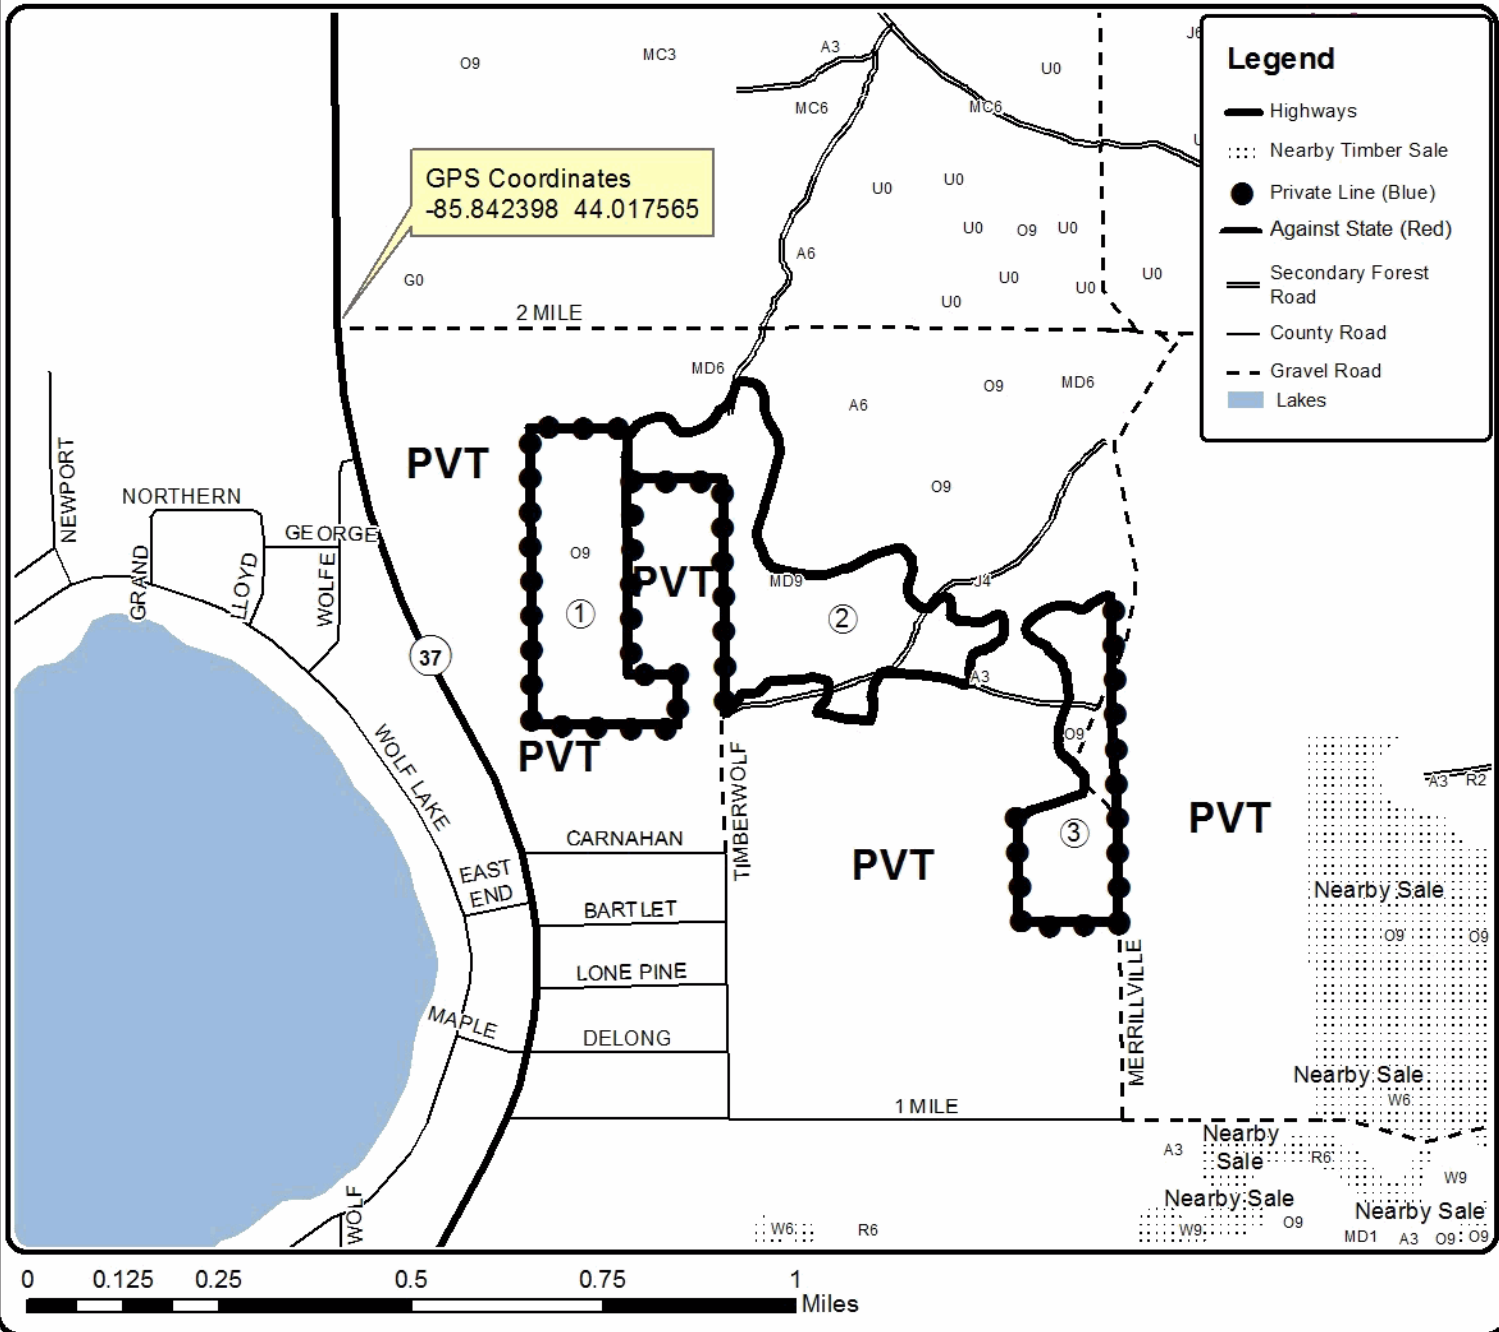 O9
MC3
A3
U0
J6
MC6
MC6
U
GPS Coordinates
-85.842398 44.017565
U0
U0
U0
O9
U0
A6
G0
U0
U0
U0
U0
2 MILE
Legend
Highways
Nearby Timber Sale
Private Line (Blue)
Against State (Red)
Secondary Forest
Road
County Road
Gravel Road
Lakes
MD6
O9
MD6
A6
PVT
O9
NEWPORT
NORTHERN
GEORGE
GRAND
LLOYD
WOLFE
O9
PVT
MD9
J4
1
2
37
A3
O9
PVT
WOLF LAKE
TIMBERWOLF
A3
R2
PVT
3
CARNAHAN
PVT
EAST
END
Nearby Sale
BARTLET
O9
O9
LONE PINE
MERRILLVILLE
MAPLE
DELONG
Nearby Sale
W6
1 MILE
Nearby
Sale
A3
R6
W9
Nearby Sale
Nearby Sale
WOLF
W6
R6
W9
O9
MD1
A3
O9
O9
0
0.125
0.25
0.5
0.75
1
Miles